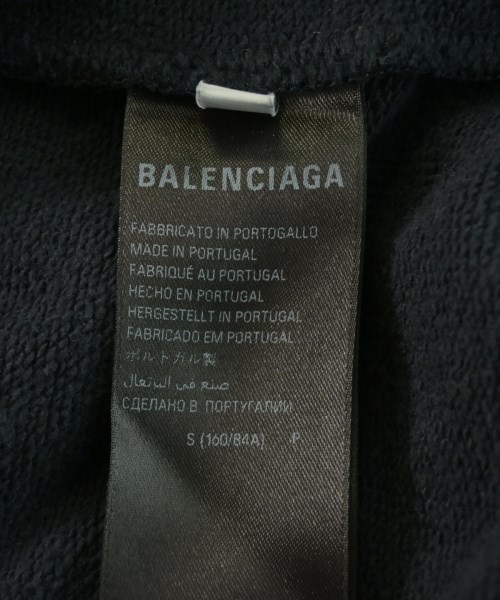 BALENCIAGA
FABBRICATO IN PORTOGALLO
MADE IN PORTUGAL
FABRIQUÉ AU PORTUGAL
HECHO EN PORTUGAL
HERGESTELLT IN PORTUGAL
FABRICADO EM PORTUGAL
ポルトガル製
صنع في البرتغال
СДЕЛАНО В ПОРТУГАЛИИ
S (160/84A) P